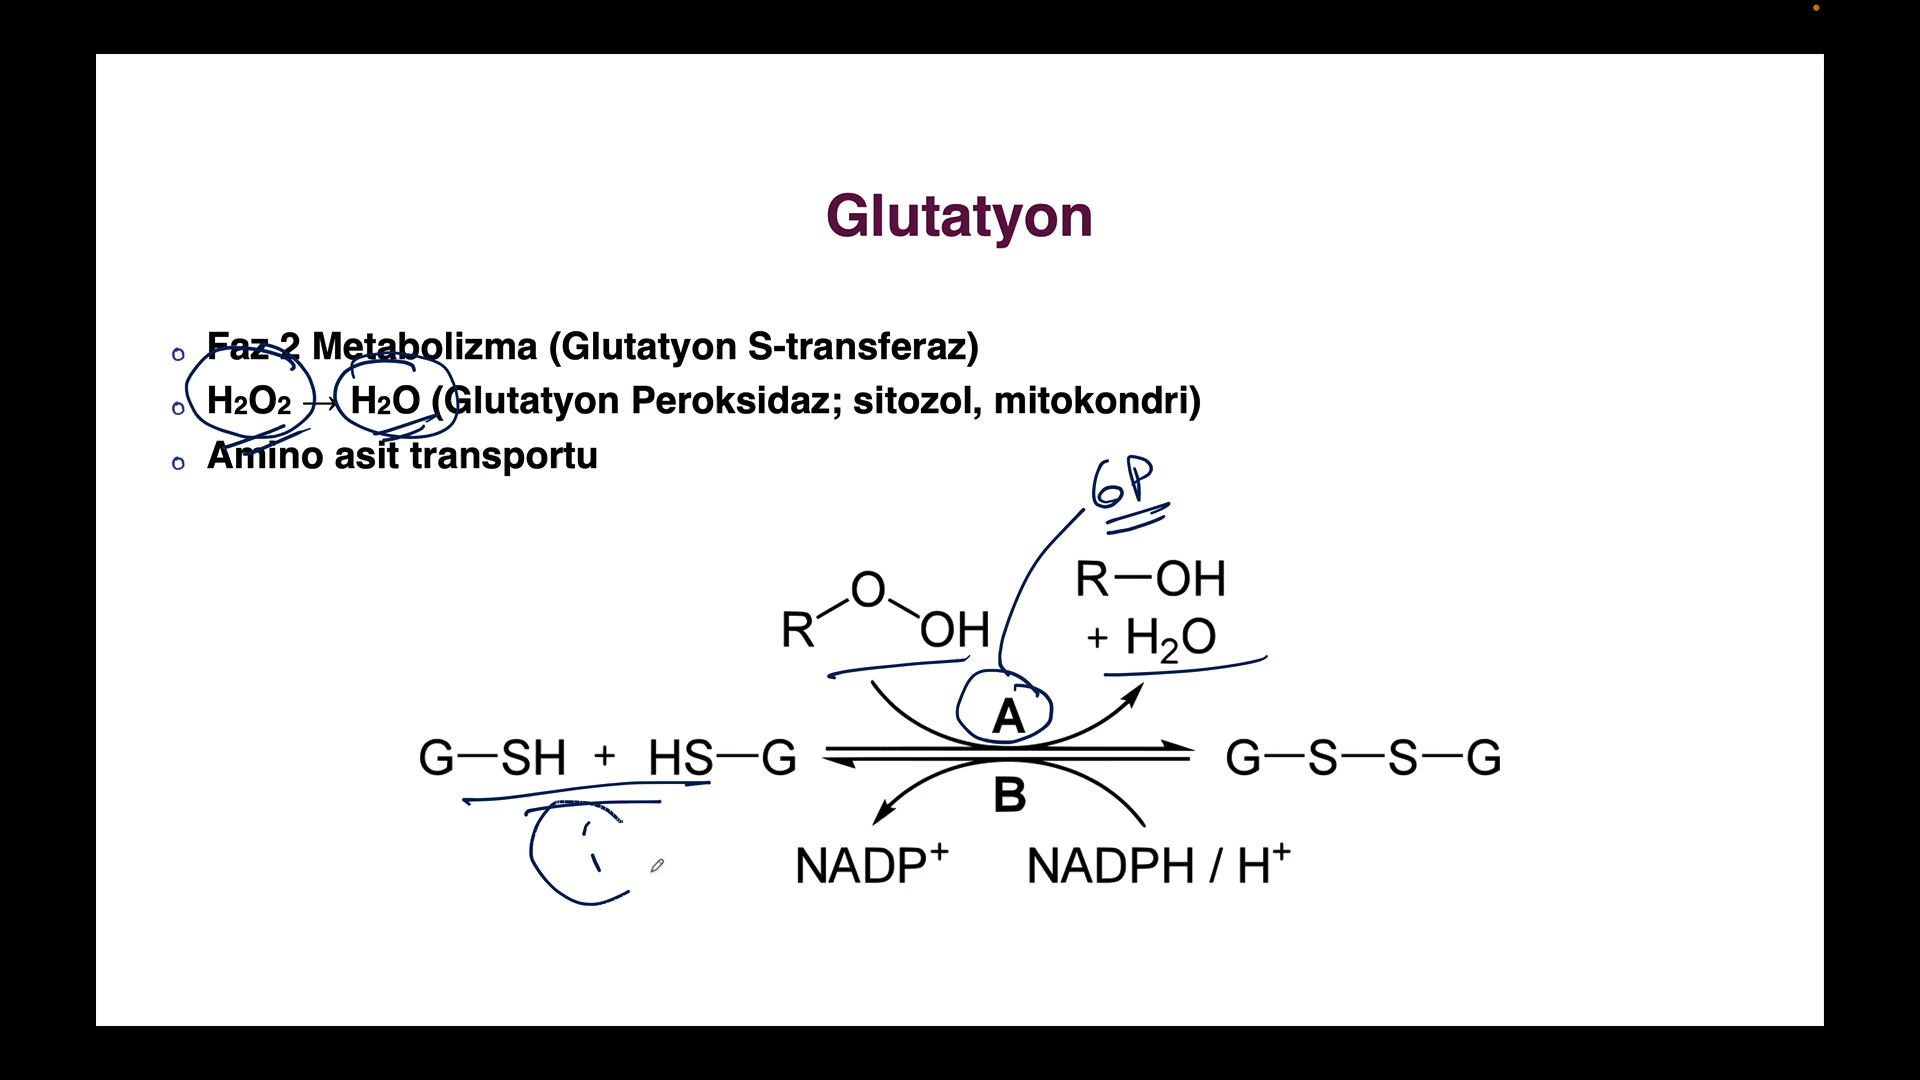 Glutatyon
Faz 2 Metabolizma (Glutatyon S-transferaz)
H₂O₂ → H₂O (Glutatyon Peroksidaz; sitozol, mitokondri)
Amino asit transportu
GP
R—O—OH
R—OH
+ H₂O
A
G—SH + HS—G
G—S—S—G
B
NADP⁺
NADPH / H⁺